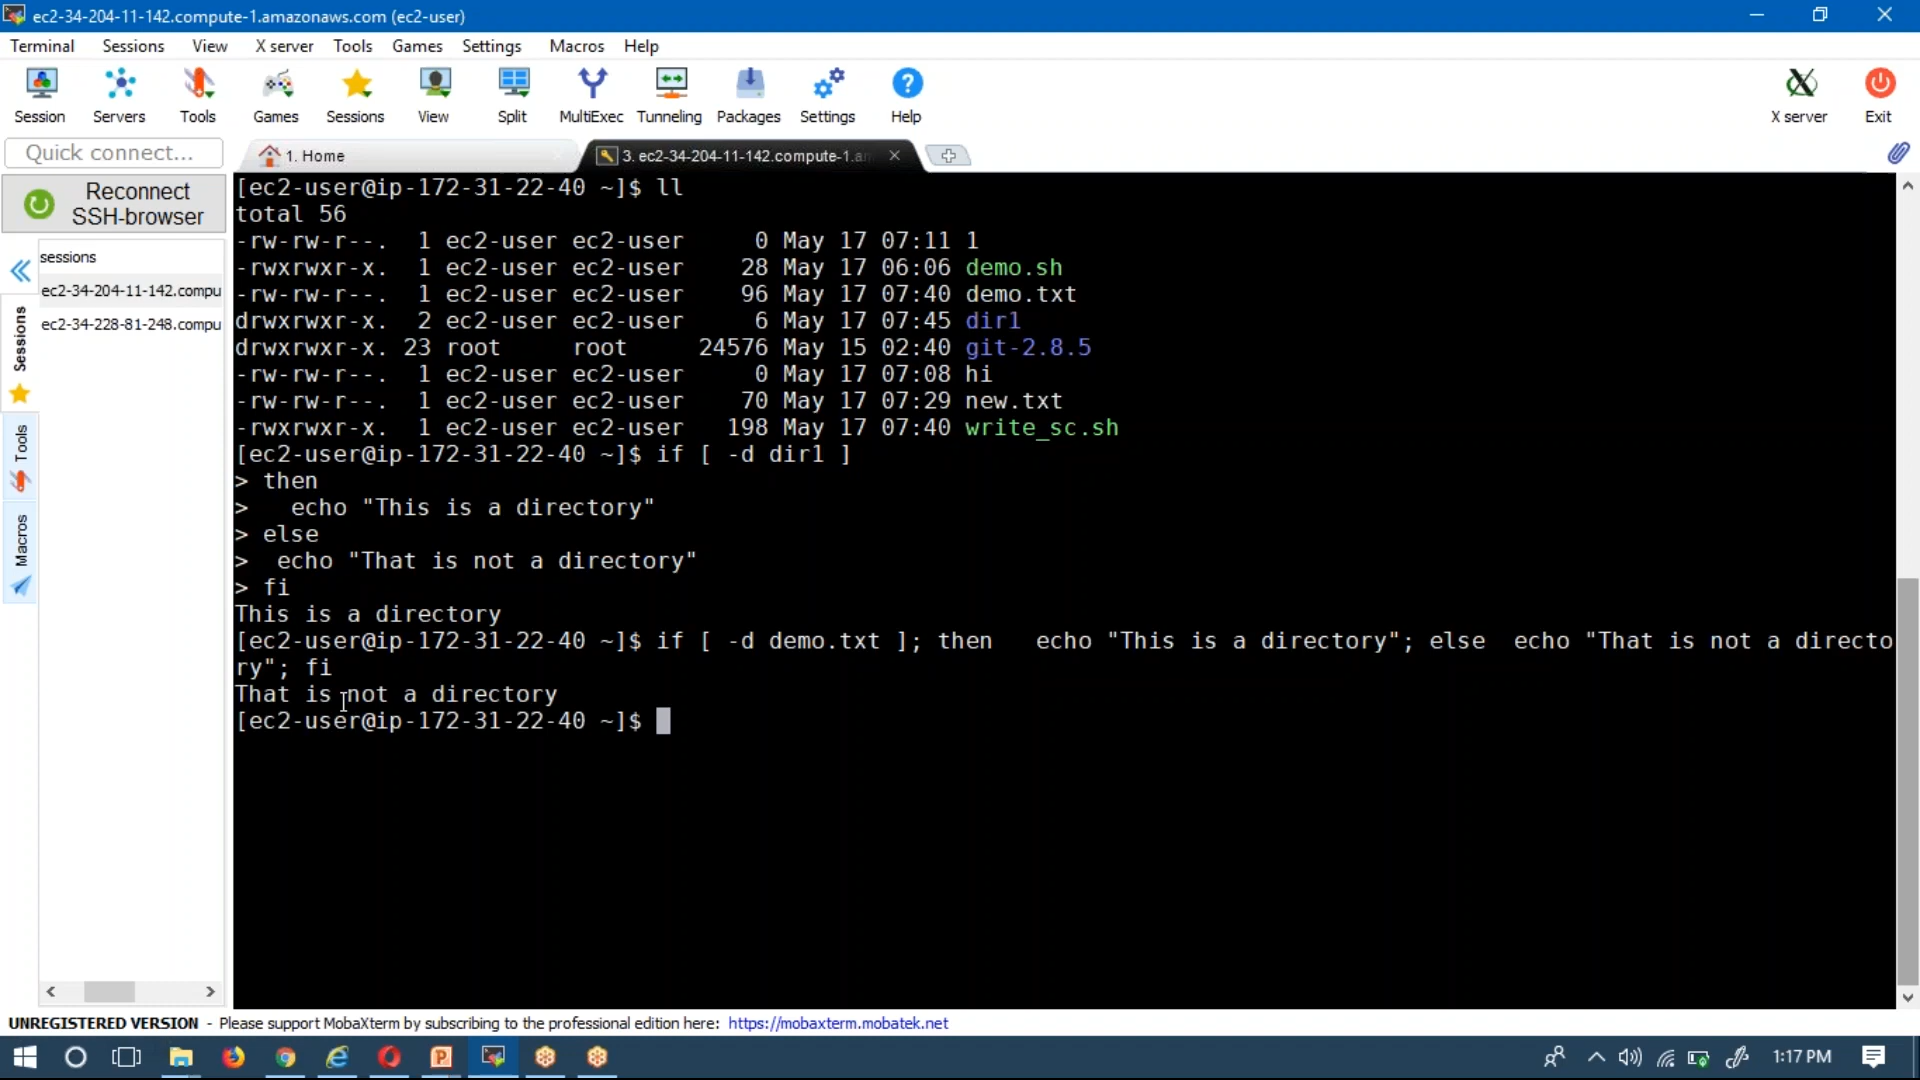 ec2-34-204-11-142.compute-1.amazonaws.com (ec2-user)
Terminal Sessions View X server Tools Games Settings Macros Help
Session Servers Tools Games Sessions View Split MultiExec Tunneling Packages Settings Help X server Exit
Quick connect... 1. Home 3. ec2-34-204-11-142.compute-1.a
Reconnect
SSH-browser
sessions
ec2-34-204-11-142.compu
ec2-34-228-81-248.compu
Sessions
Tools
Macros
[ec2-user@ip-172-31-22-40 ~]$ ll
total 56
-rw-rw-r--. 1 ec2-user ec2-user 0 May 17 07:11 1
-rwxrwxr-x. 1 ec2-user ec2-user 28 May 17 06:06 demo.sh
-rw-rw-r--. 1 ec2-user ec2-user 96 May 17 07:40 demo.txt
drwxrwxr-x. 2 ec2-user ec2-user 6 May 17 07:45 dir1
drwxrwxr-x. 23 root root 24576 May 15 02:40 git-2.8.5
-rw-rw-r--. 1 ec2-user ec2-user 0 May 17 07:08 hi
-rw-rw-r--. 1 ec2-user ec2-user 70 May 17 07:29 new.txt
-rwxrwxr-x. 1 ec2-user ec2-user 198 May 17 07:40 write_sc.sh
[ec2-user@ip-172-31-22-40 ~]$ if [ -d dir1 ]
> then
>   echo "This is a directory"
> else
>  echo "That is not a directory"
> fi
This is a directory
[ec2-user@ip-172-31-22-40 ~]$ if [ -d demo.txt ]; then   echo "This is a directory"; else  echo "That is not a directo
ry"; fi
That is not a directory
[ec2-user@ip-172-31-22-40 ~]$
UNREGISTERED VERSION - Please support MobaXterm by subscribing to the professional edition here: https://mobaxterm.mobatek.net
1:17 PM